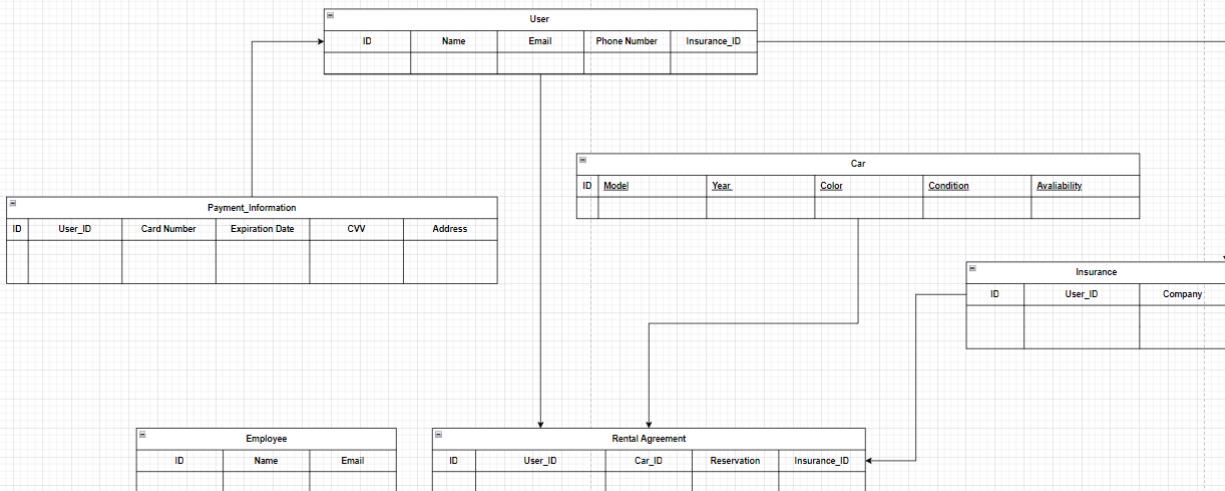 User
ID Name Email Phone Number Insurance_ID
Car
ID Model Year Color Condition Avaliability
Payment_Information
ID User_ID Card Number Expiration Date CVV Address
Insurance
ID User_ID Company
Employee
ID Name Email
Rental Agreement
ID User_ID Car_ID Reservation Insurance_ID